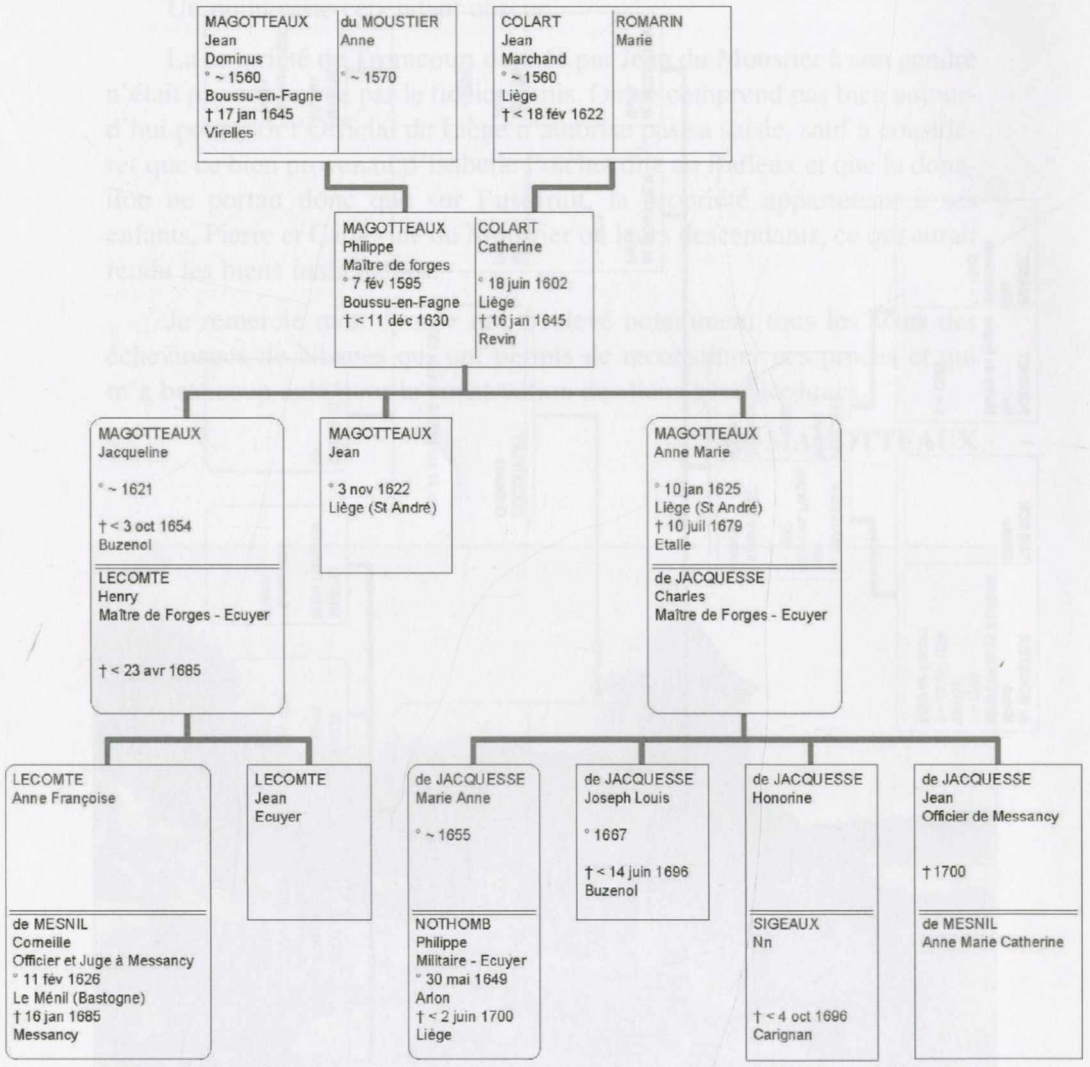 MAGOTTEAUX
Jean
Dominus
° ~ 1560
Boussu-en-Fagne
† 17 jan 1645
Virelles
du MOUSTIER
Anne
° ~ 1570
COLART
Jean
Marchand
° ~ 1560
Liège
† < 18 fév 1622
ROMARIN
Marie
MAGOTTEAUX
Philippe
Maître de forges
° 7 fév 1595
Boussu-en-Fagne
† < 11 déc 1630
COLART
Catherine
° 18 juin 1602
Liège
† 16 jan 1645
Revin
MAGOTTEAUX
Jacqueline
° ~ 1621
† < 3 oct 1654
Buzenol
LECOMTE
Henry
Maître de Forges - Ecuyer
† < 23 avr 1685
MAGOTTEAUX
Jean
° 3 nov 1622
Liège (St André)
MAGOTTEAUX
Anne Marie
° 10 jan 1625
Liège (St André)
† 10 juil 1679
Etalle
de JACQUESSE
Charles
Maître de Forges - Ecuyer
LECOMTE
Anne Françoise
de MESNIL
Corneille
Officier et Juge à Messancy
° 11 fév 1626
Le Ménil (Bastogne)
† 16 jan 1685
Messancy
LECOMTE
Jean
Ecuyer
de JACQUESSE
Marie Anne
° ~ 1655
NOTHOMB
Philippe
Militaire - Ecuyer
° 30 mai 1649
Arlon
† < 2 juin 1700
Liège
de JACQUESSE
Joseph Louis
° 1667
† < 14 juin 1696
Buzenol
de JACQUESSE
Honorine
SIGEAUX
Nn
† < 4 oct 1696
Carignan
de JACQUESSE
Jean
Officier de Messancy
† 1700
de MESNIL
Anne Marie Catherine